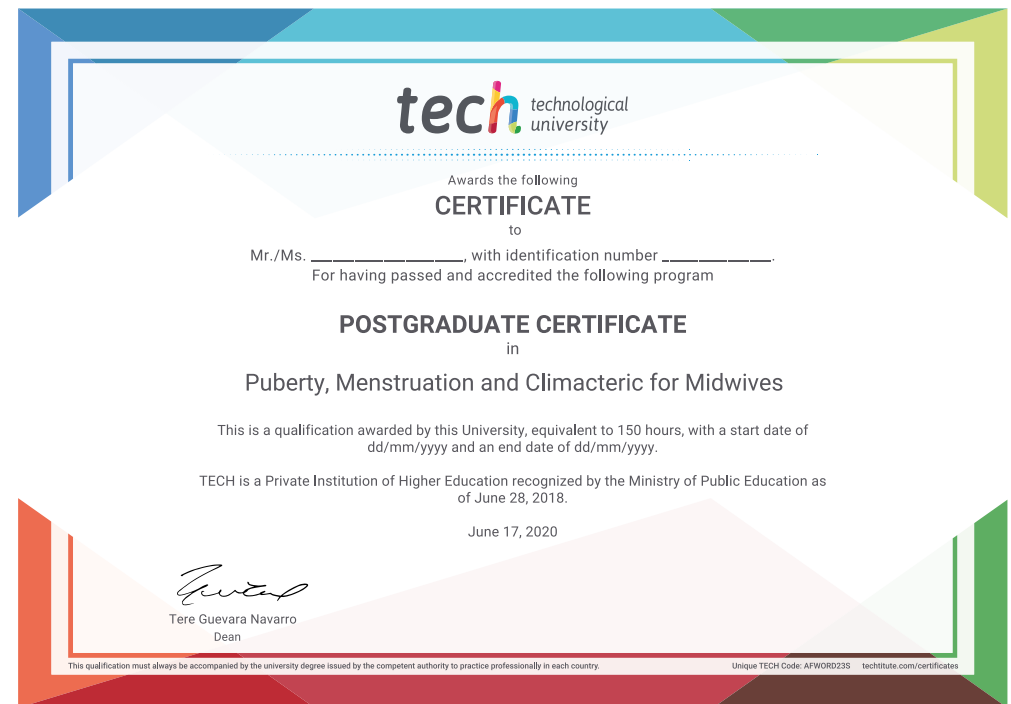 tech technological
university
Awards the following
CERTIFICATE
to
Mr./Ms. ____________________, with identification number ______________.
For having passed and accredited the following program
POSTGRADUATE CERTIFICATE
in
Puberty, Menstruation and Climacteric for Midwives
This is a qualification awarded by this University, equivalent to 150 hours, with a start date of
dd/mm/yyyy and an end date of dd/mm/yyyy.
TECH is a Private Institution of Higher Education recognized by the Ministry of Public Education as
of June 28, 2018.
June 17, 2020
Tere Guevara Navarro
Dean
This qualification must always be accompanied by the university degree issued by the competent authority to practice professionally in each country.
Unique TECH Code: AFWORD23S techtitute.com/certificates